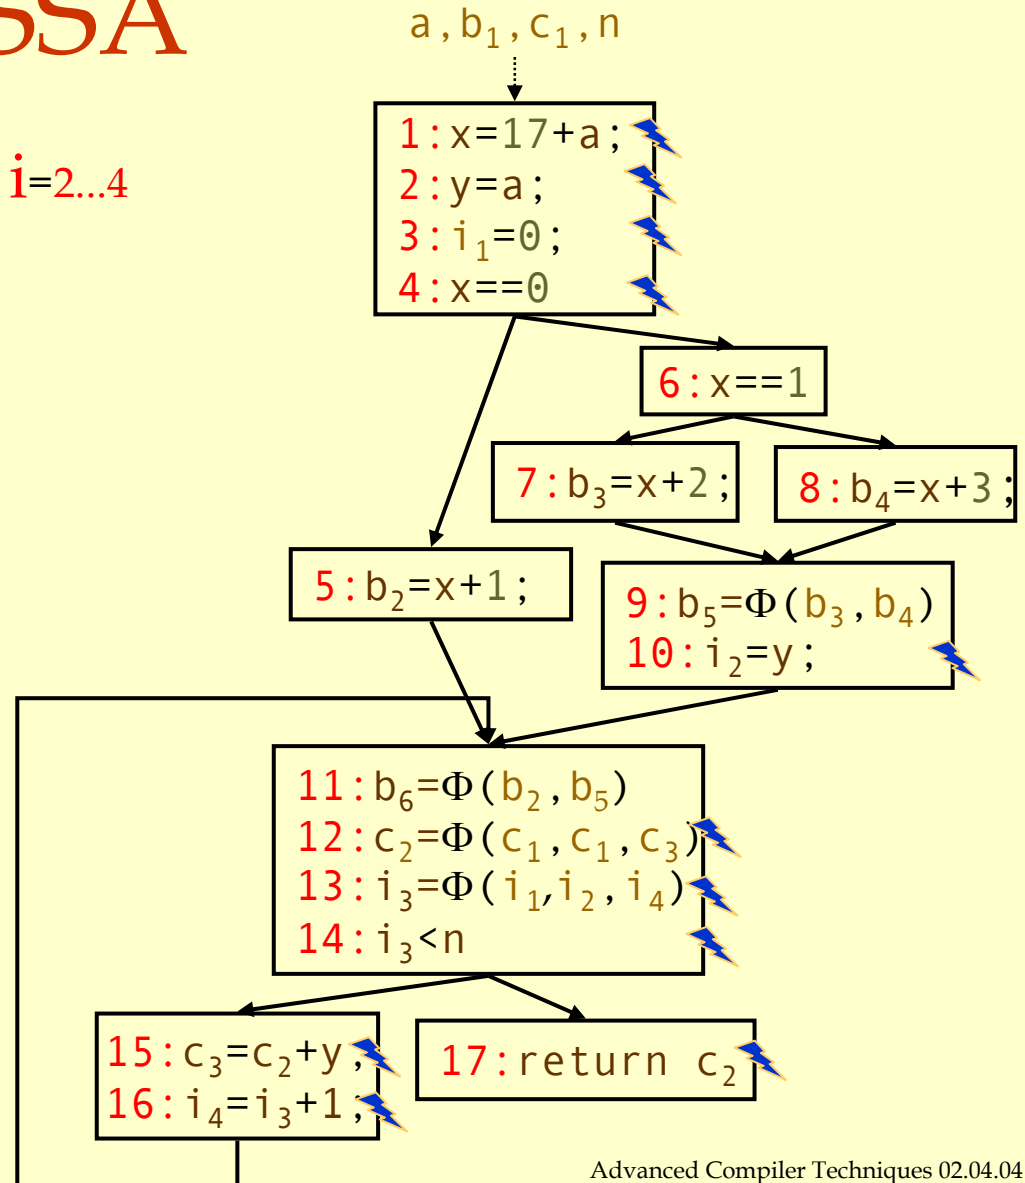 SSA
a,b₁,c₁,n
i=2...4
1:x=17+a;
2:y=a;
3:i₁=0;
4:x==0
6:x==1
7:b₃=x+2;
8:b₄=x+3;
5:b₂=x+1;
9:b₅=Φ(b₃,b₄)
10:i₂=y;
11:b₆=Φ(b₂,b₅)
12:c₂=Φ(c₁,c₁,c₃)
13:i₃=Φ(i₁,i₂,i₄)
14:i₃<n
15:c₃=c₂+y;
16:i₄=i₃+1;
17:return c₂
Advanced Compiler Techniques 02.04.04